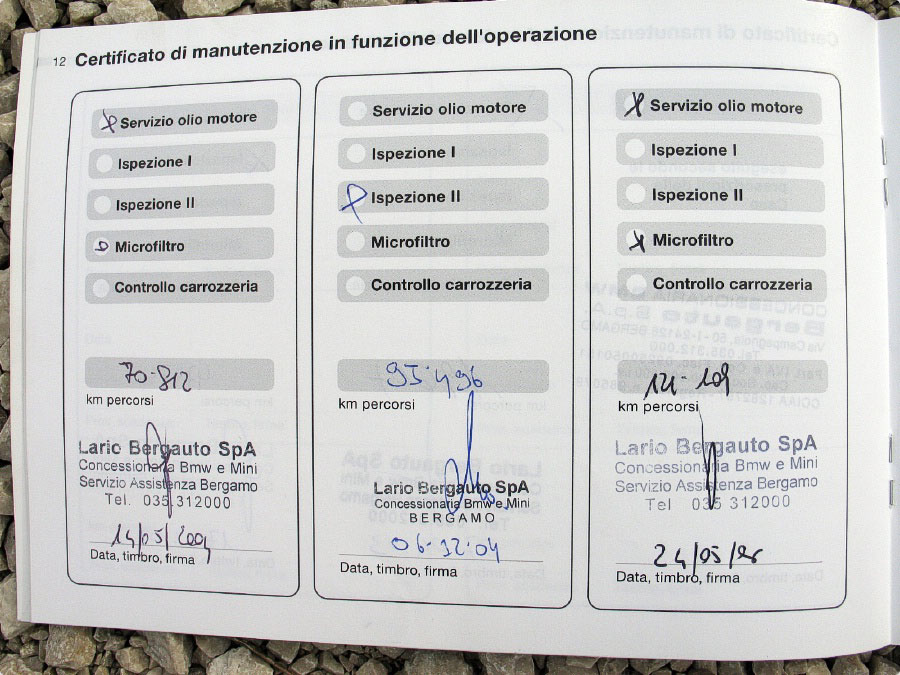 12 Certificato di manutenzione in funzione dell'operazione
Servizio olio motore
Ispezione I
Ispezione II
Microfiltro
Controllo carrozzeria
70-812
km percorsi
Lario Bergauto SpA
Concessionaria Bmw e Mini
Servizio Assistenza Bergamo
Tel. 035 312000
14/05/2004
Data, timbro, firma
Servizio olio motore
Ispezione I
Ispezione II
Microfiltro
Controllo carrozzeria
95.496
km percorsi
Lario Bergauto SpA
Concessionaria Bmw e Mini
BERGAMO
06-12-04
Data, timbro, firma
Servizio olio motore
Ispezione I
Ispezione II
Microfiltro
Controllo carrozzeria
km percorsi
Lario Bergauto SpA
Concessionaria Bmw e Mini
Servizio Assistenza Bergamo
Tel 035 312000
Data, timbro, firma